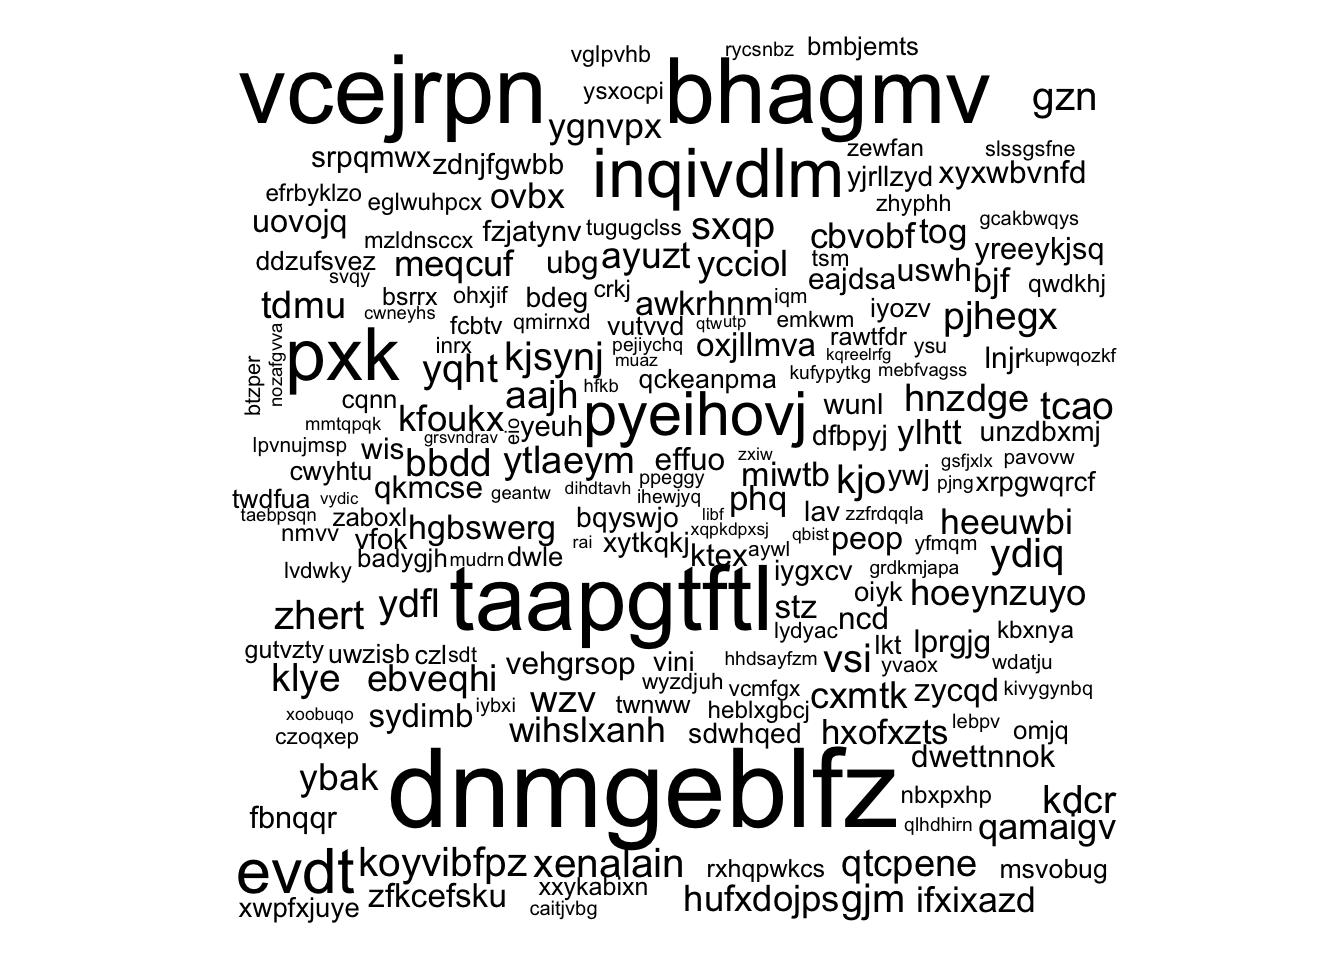 vglpvhb rycsnbz bmbjemts
vcejrpn ysxocpi bhagmv gzn
ygnvpx
srpqmwx zdnjfgwbb inqivdlm zewfan slssgsfne
yjrllzyd xyxwbvnfd
efrbyklzo eglwuhpcx ovbx zhyphh
uovojq mzldnsccx fzjatynv tugugclss sxqp cbvobf tog gcakbwqys
yreeykjsq
ddzufsvez svqy meqcuf ubg ayuzt ycciol tsm eajdsa uswh bjf qwdkhj
tdmu bsrrx ohxjif bdeg crkj awkrhnm iqm iyozv pjhegx
cwneyhs fcbtv qmirnxd vutvvd qtw utp emkwm
nozafgvva pxk inrx pejiychq oxjllmva rawtfdr ysu
btzper yqht kjsynj muaz kqreelrfg lnjr kupwqozkf
hfkb qckeanpma kufypytkg mebfvagss
cqnn aajh pyeihovj wunl hnzdge tcao
mmtqpqk kfoukx grsvndrav eio yeuh dfbpyj ylhtt unzdbxmj
lpvnujmsp wis bbdd ytlaeym effuo zxiw gsfjxlx pavovw
cwyhtu miwtb kjo ywj pjng xrpgwqrcf
twdfua vydic qkmcse geantw dihdtavh ppeggy ihewjyq phq
taebpsqn zaboxl hgbswerg bqyswjo libf lav zzfrdqqla heeuwbi
nmvv vfok rai xytkqkj xqpkdpxsj qbist peop yfmqm
lvdwky badygjh mudrn dwle ktex aywl ydiq
taapgtftl iygxcv grdkmjapa
zhert ydfl stz oiyk hoeynzuyo
lydyac ncd kbxnya
gutvzty uwzisb czl sdt vehgrsop vini hhdsayfzm vsi lkt yvaox lprgjg wdatju
klye ebveqhi wyzdjuh vcmfgx cxmtk zycqd kivygynbq
xoobuqo sydimb iybxi wzv twnww heblxgbcj
czoqxep wihslxanh sdwhqed hxofxzts lebpv omjq
ybak dnmgeblfz dwettnnok
nbxpxhp kdcr
fbnqqr qlhdhirn qamaigv
evdt koyvibfpz xenalain rxhqpwkcs qtcpene msvobug
xwpfxjuye zfkcefsku xxykabixn caitjvbg hufxdojps gjm ifxixazd